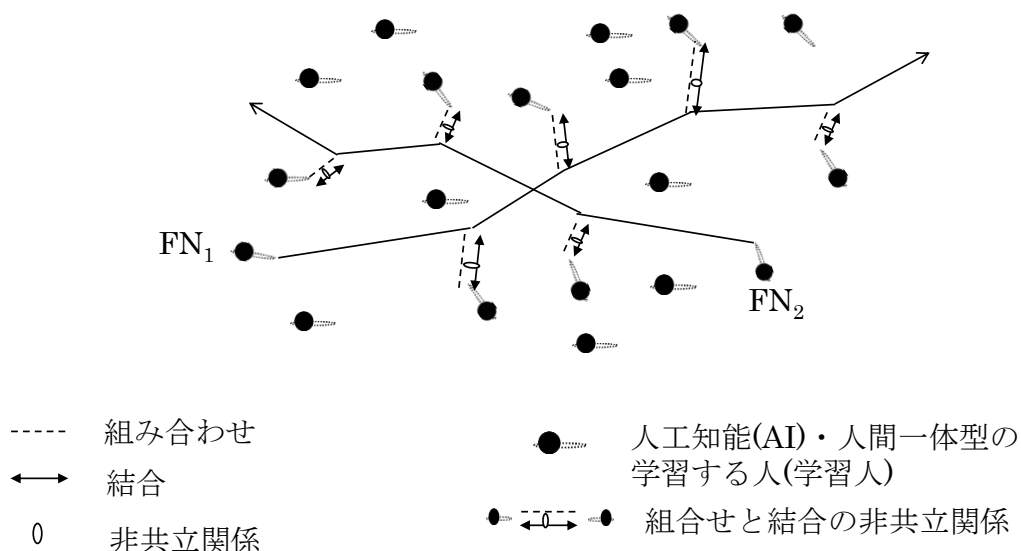 FN₁
FN₂
組み合わせ
結合
非共立関係
人工知能(AI)・人間一体型の
学習する人(学習人)
組合せと結合の非共立関係